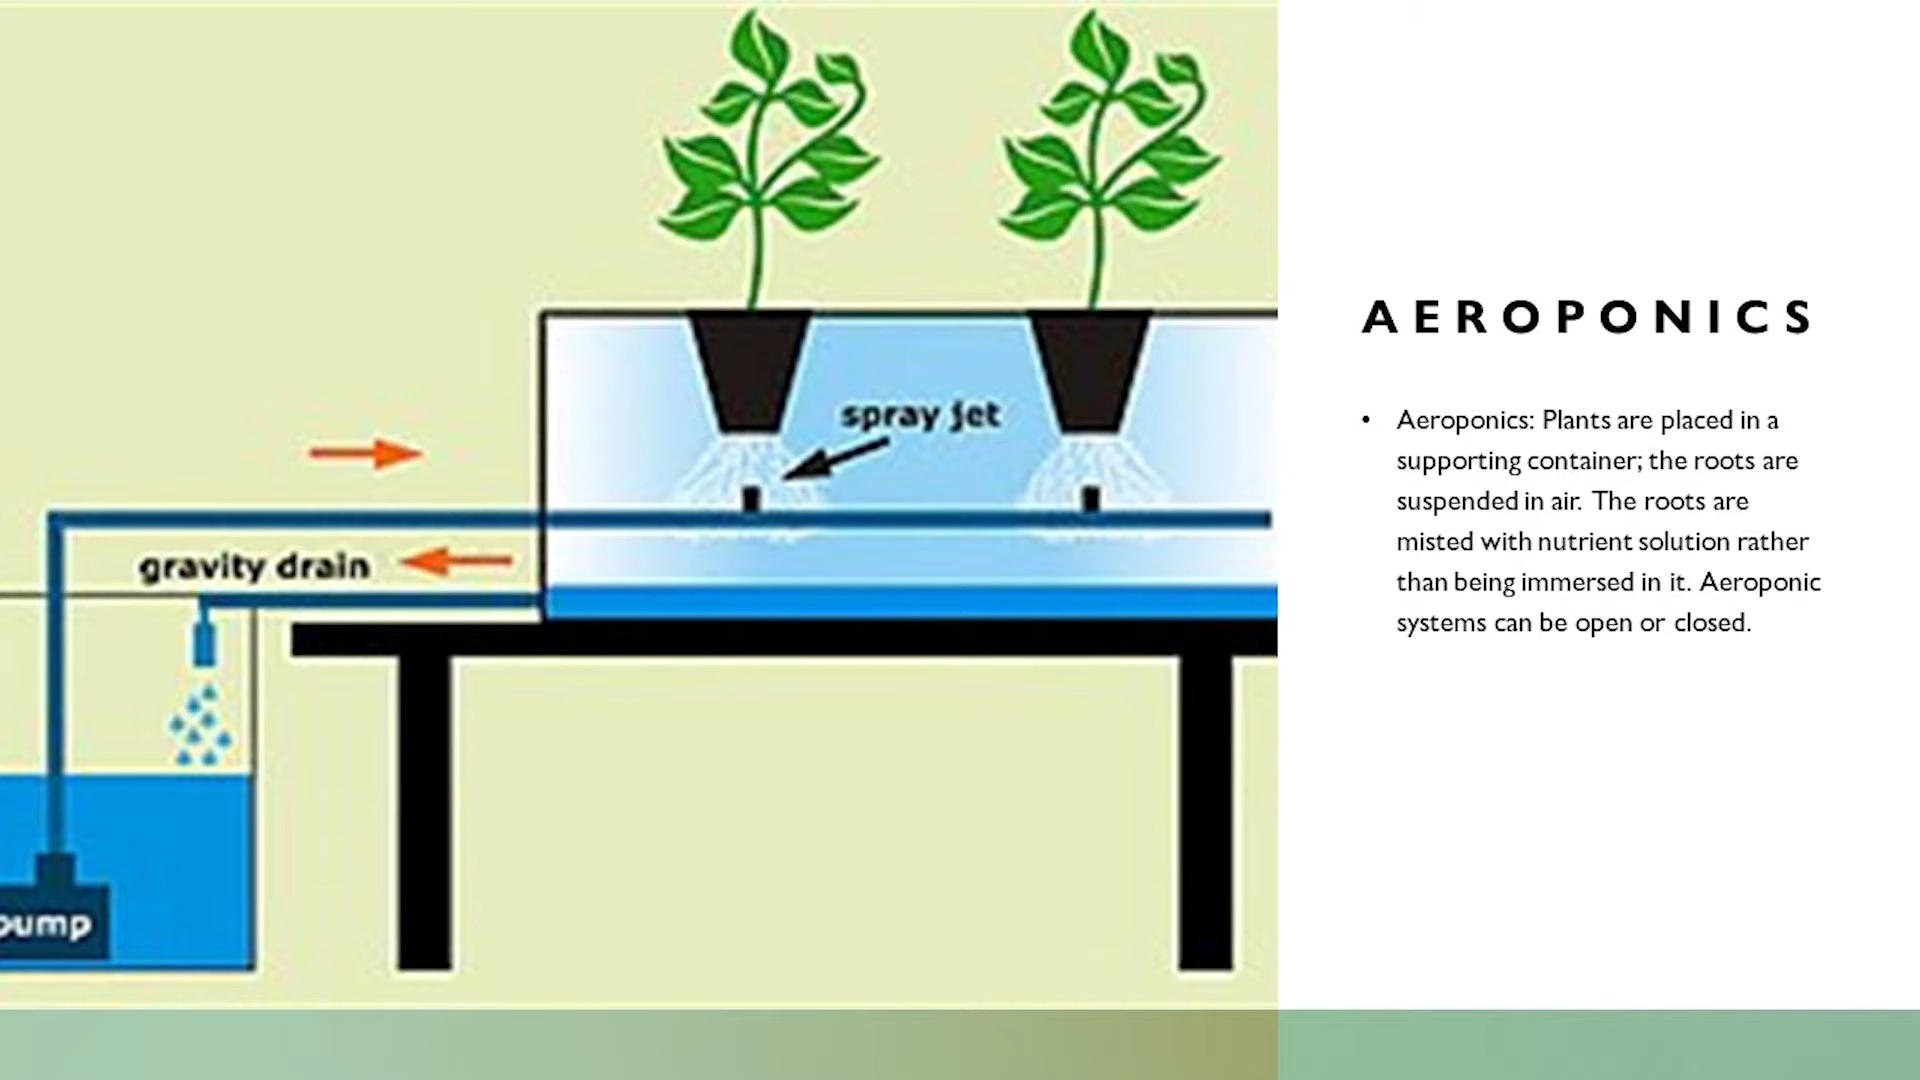 spray jet
gravity drain
pump
AEROPONICS
• Aeroponics: Plants are placed in a
supporting container; the roots are
suspended in air. The roots are
misted with nutrient solution rather
than being immersed in it. Aeroponic
systems can be open or closed.